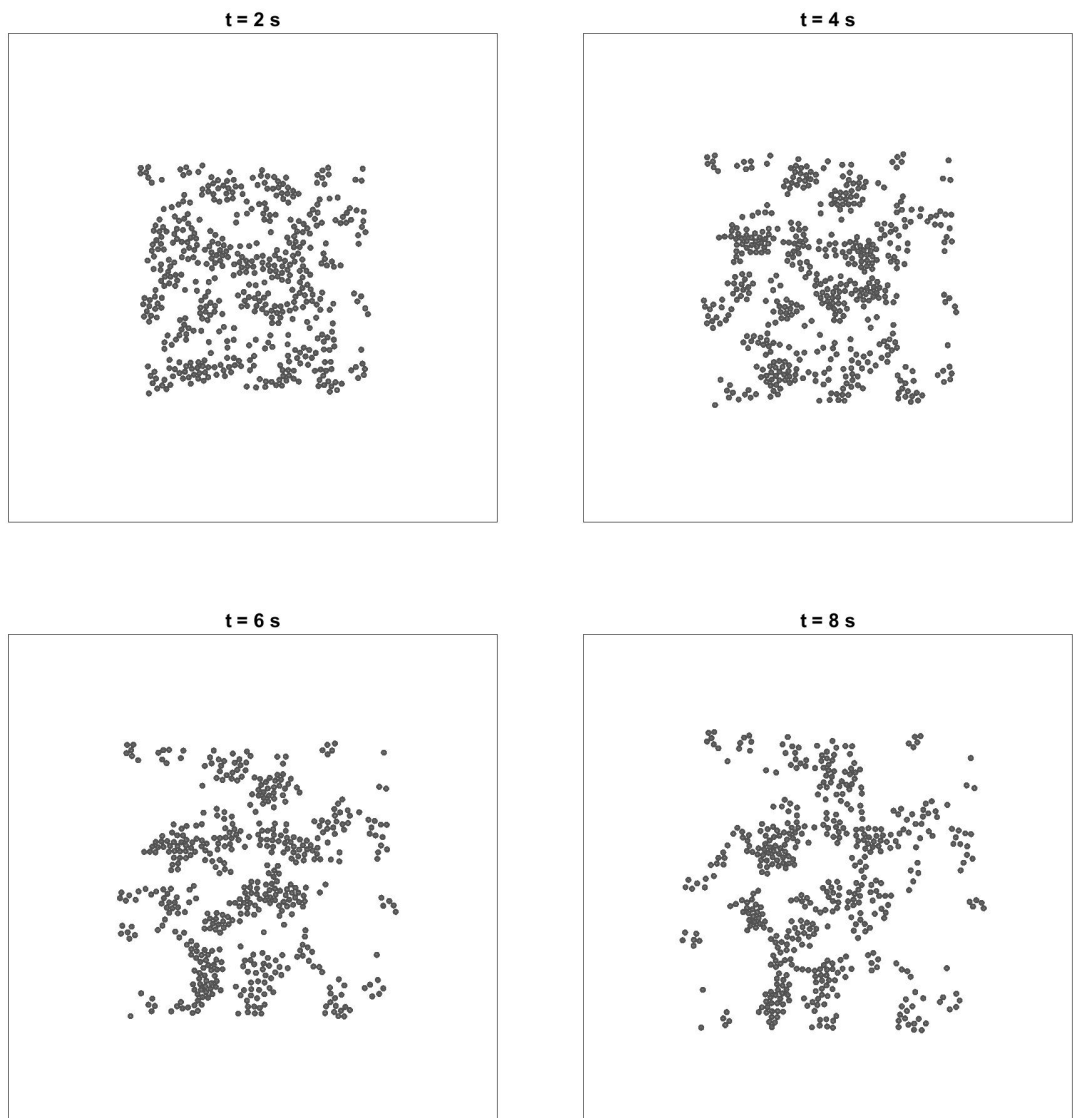 t = 2 s
t = 4 s
t = 6 s
t = 8 s